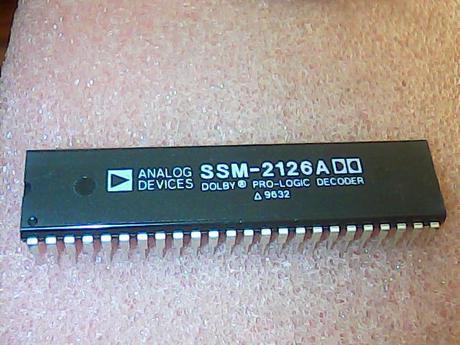 ANALOG DEVICES SSM-2126A
DOLBY® PRO-LOGIC DECODER
△ 9632